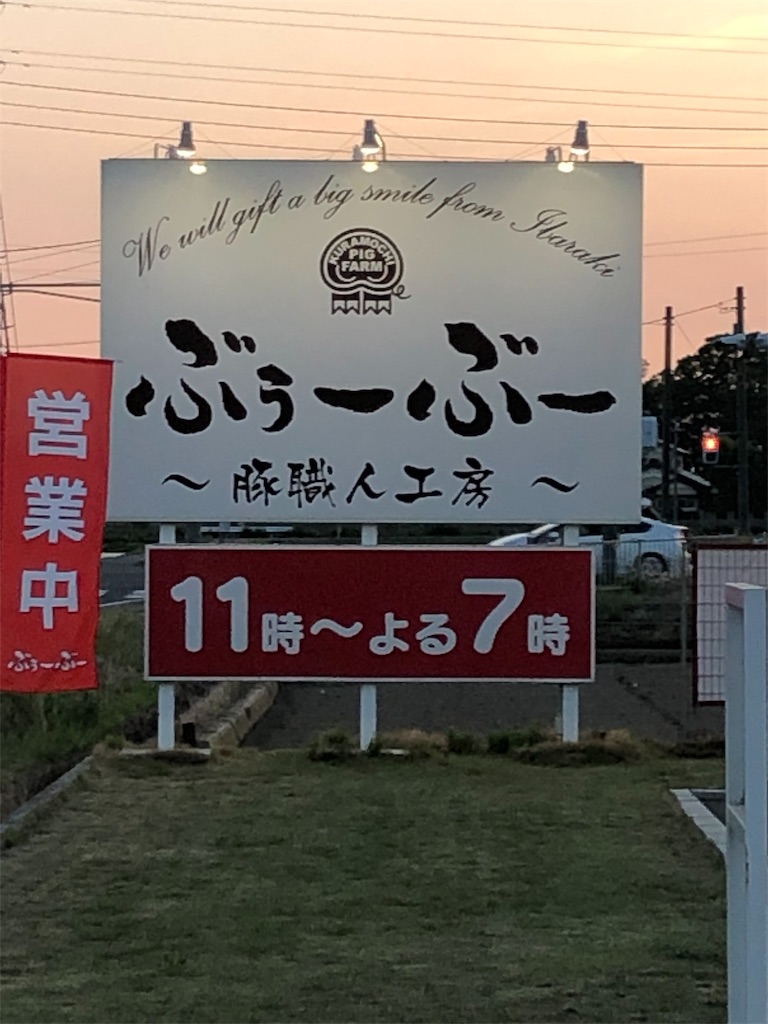 We will gift a big smile from Ibaraki
KURAMOCHI
PIG
FARM
ぶぅーぶー
～豚職人工房～
11時～よる7時
営業中
ぶぅーぶー